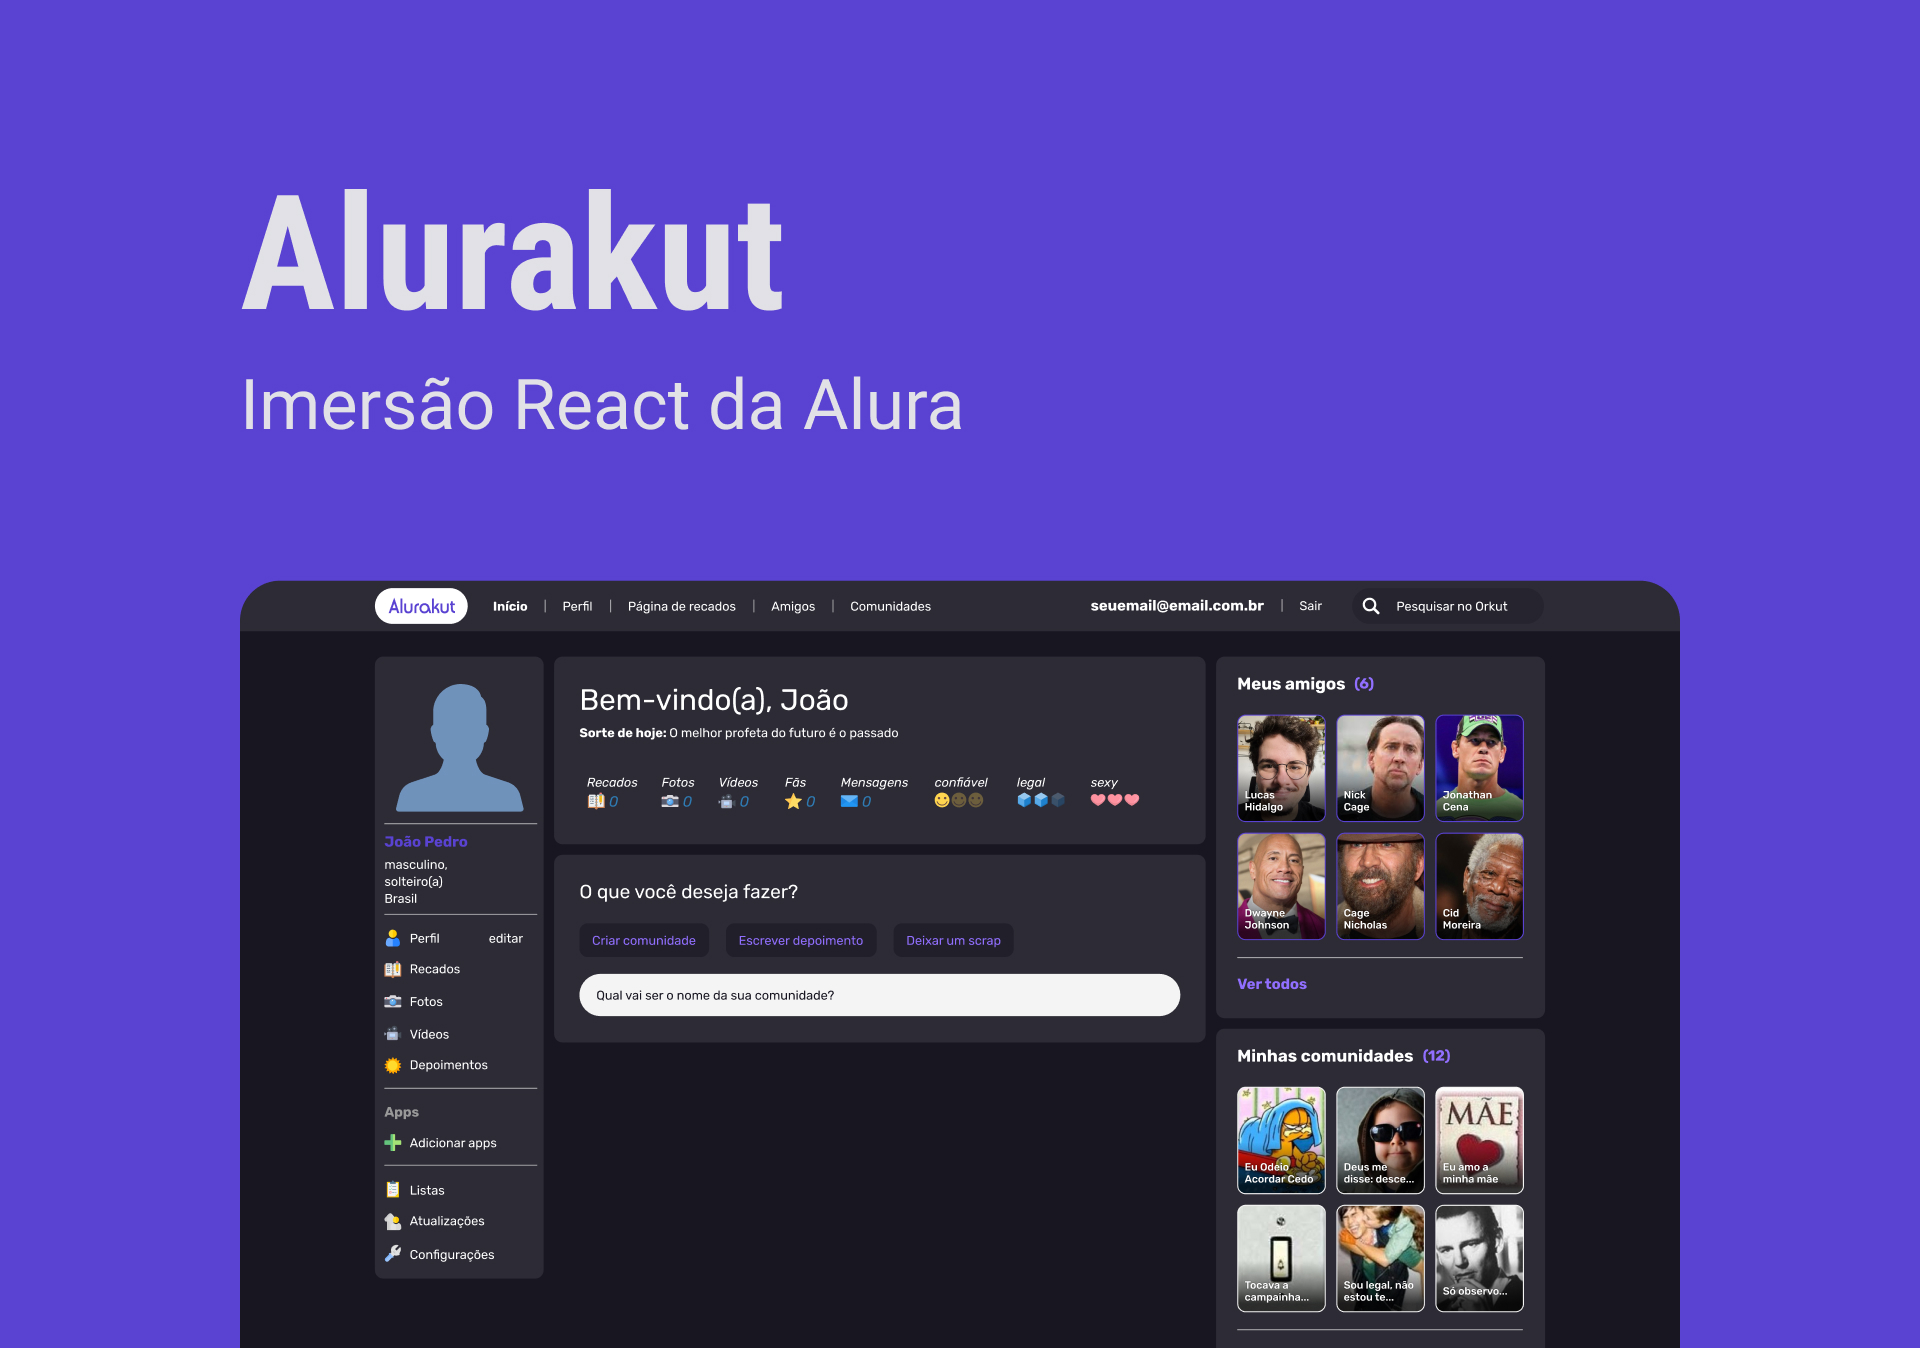 Alurakut
Imersão React da Alura
Alurakut
Início | Perfil | Página de recados | Amigos | Comunidades
seuemail@email.com.br | Sair
Pesquisar no Orkut
João Pedro
masculino,
solteiro(a)
Brasil
Perfil editar
Recados
Fotos
Vídeos
Depoimentos
Apps
Adicionar apps
Listas
Atualizações
Configurações
Bem-vindo(a), João
Sorte de hoje: O melhor profeta do futuro é o passado
Recados Fotos Vídeos Fãs Mensagens confiável legal sexy
0 0 0 0 0
O que você deseja fazer?
Criar comunidade Escrever depoimento Deixar um scrap
Qual vai ser o nome da sua comunidade?
Meus amigos (6)
Lucas
Hidalgo
Nick
Cage
Jonathan
Cena
Dwayne
Johnson
Cage
Nicholas
Cid
Moreira
Ver todos
Minhas comunidades (12)
Eu Odeio
Acordar Cedo
Deus me
disse: desce...
MÃE
Eu amo a
minha mãe
Tocava a
campainha...
Sou legal, não
estou te...
Só observo...